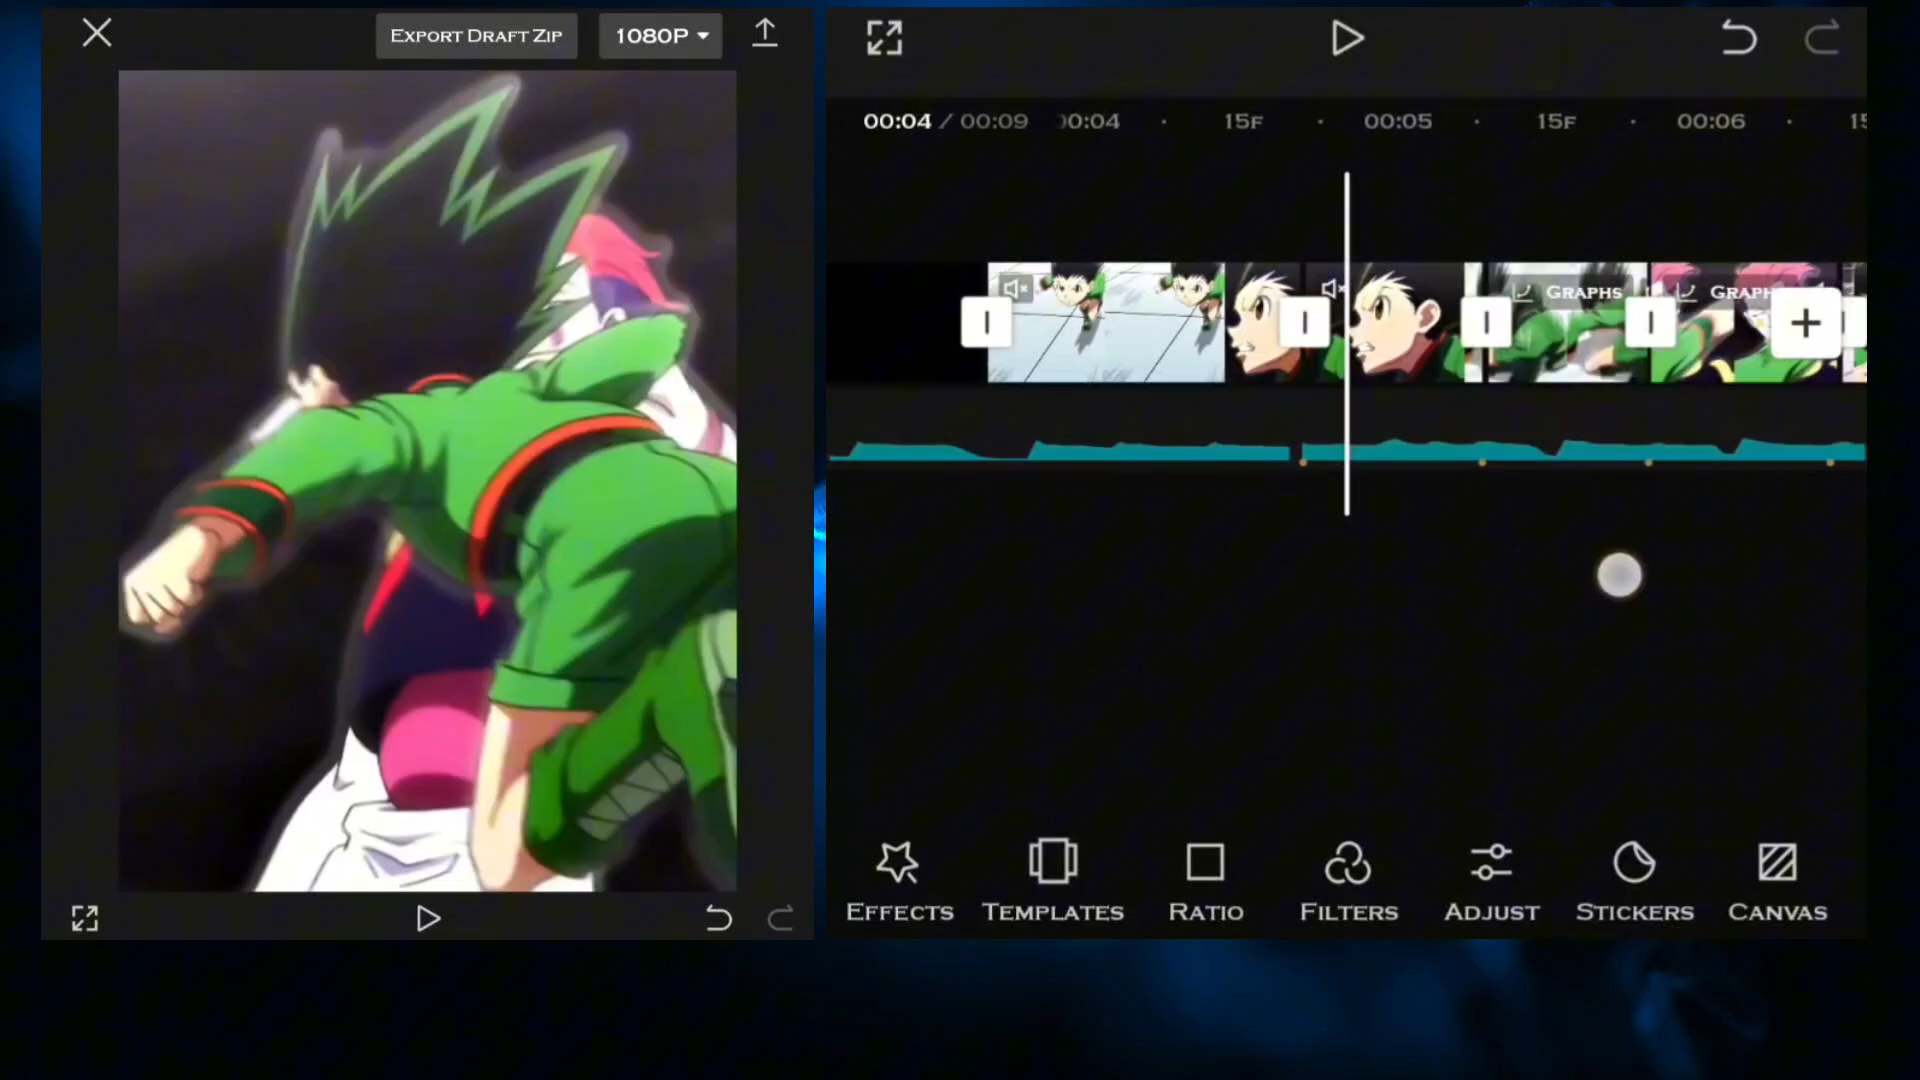 EXPORT DRAFT ZIP
1080P
00:04 / 00:09
00:04
15F
00:05
15F
00:06
GRAPHS
EFFECTS
TEMPLATES
RATIO
FILTERS
ADJUST
STICKERS
CANVAS